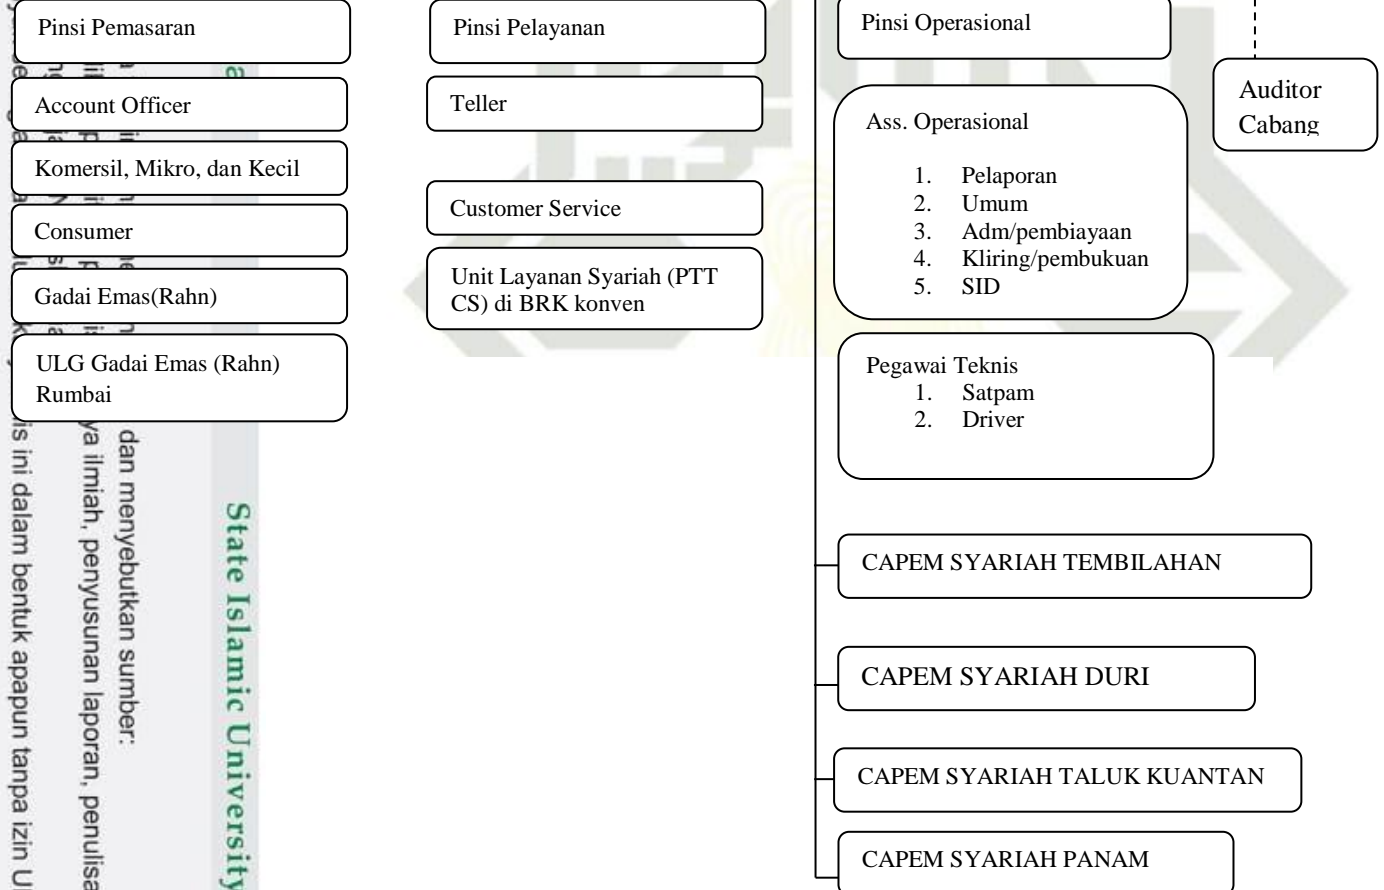 Pinsi Pemasaran
Account Officer
Komersil, Mikro, dan Kecil
Consumer
Gadai Emas(Rahn)
ULG Gadai Emas (Rahn)
Rumbai
Pinsi Pelayanan
Teller
Customer Service
Unit Layanan Syariah (PTT
CS) di BRK konven
Pinsi Operasional
Ass. Operasional
1. Pelaporan
2. Umum
3. Adm/pembiayaan
4. Kliring/pembukuan
5. SID
Pegawai Teknis
1. Satpam
2. Driver
Auditor
Cabang
CAPEM SYARIAH TEMBILAHAN
CAPEM SYARIAH DURI
CAPEM SYARIAH TALUK KUANTAN
CAPEM SYARIAH PANAM
State Islamic University
dan menyebutkan sumber:
ilmiah, penyusunan laporan,
ini dalam bentuk apapun tanpa izin